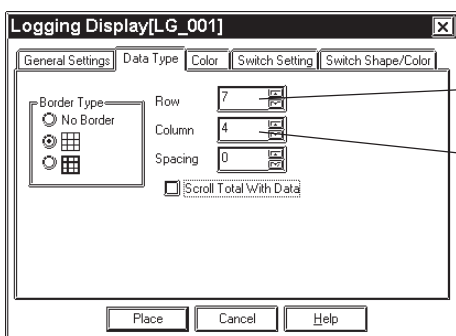 Logging Display[LG_001]
General Settings Data Type Color Switch Setting Switch Shape/Color
Border Type
No Border
Row 7
Column 4
Spacing 0
Scroll Total With Data
Place Cancel Help